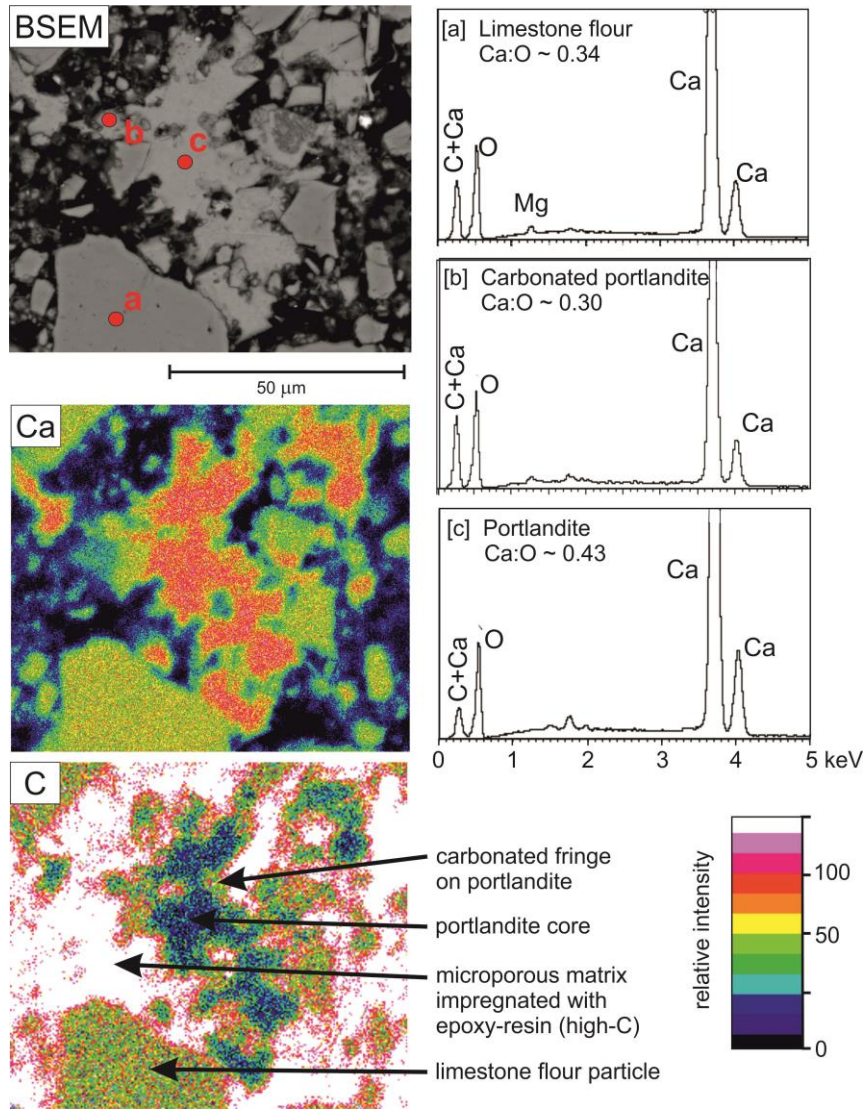 BSEM
b
c
a
50 µm
[a] Limestone flour
Ca:O ~ 0.34
C+Ca
O
Mg
Ca
Ca
[b] Carbonated portlandite
Ca:O ~ 0.30
C+Ca
O
Ca
Ca
[c] Portlandite
Ca:O ~ 0.43
C+Ca
O
Ca
Ca
0 1 2 3 4 5 keV
Ca
C
carbonated fringe
on portlandite
portlandite core
microporous matrix
impregnated with
epoxy-resin (high-C)
limestone flour particle
relative intensity
100
50
0